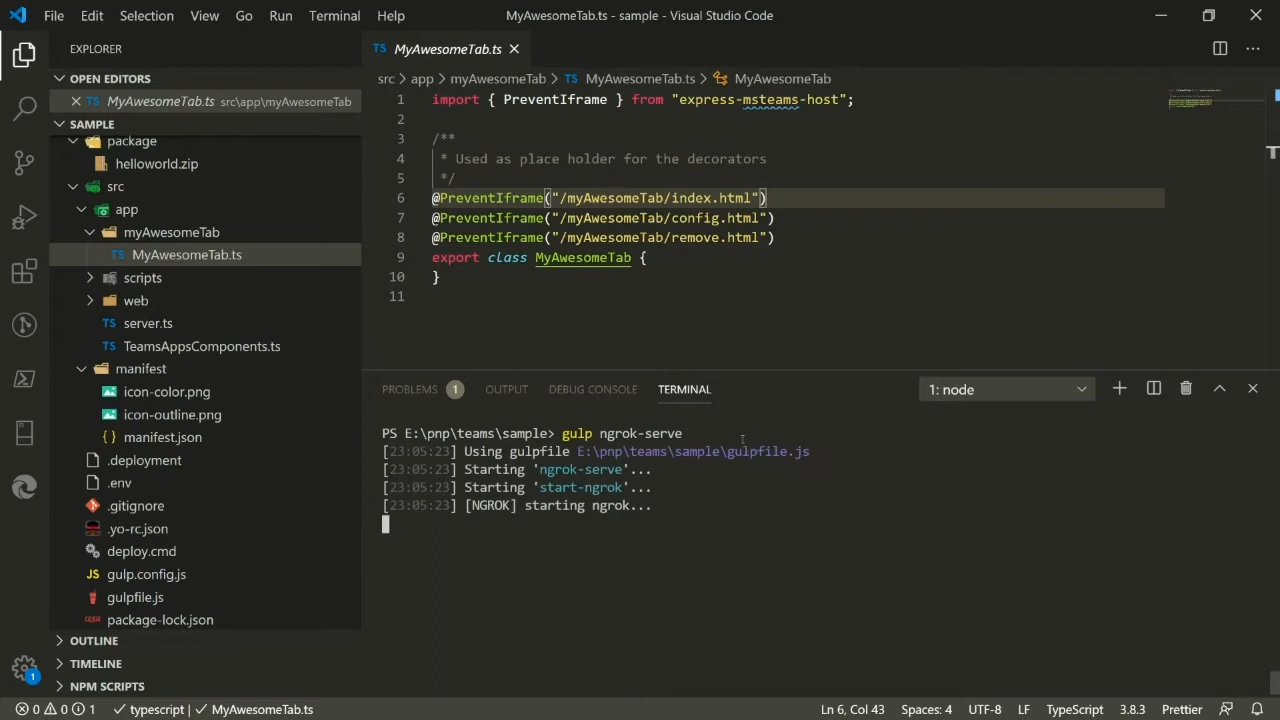 File Edit Selection View Go Run Terminal Help MyAwesomeTab.ts - sample - Visual Studio Code
EXPLORER
OPEN EDITORS
MyAwesomeTab.ts src\app\myAwesomeTab
SAMPLE
package
helloworld.zip
src
app
myAwesomeTab
MyAwesomeTab.ts
scripts
web
server.ts
TeamsAppsComponents.ts
manifest
icon-color.png
icon-outline.png
manifest.json
.deployment
.env
.gitignore
.yo-rc.json
deploy.cmd
gulp.config.js
gulpfile.js
package-lock.json
OUTLINE
TIMELINE
NPM SCRIPTS
TS MyAwesomeTab.ts
src > app > myAwesomeTab > TS MyAwesomeTab.ts > MyAwesomeTab
1 import { PreventIframe } from "express-msteams-host";
2
3 /**
4 * Used as place holder for the decorators
5 */
6 @PreventIframe("/myAwesomeTab/index.html")
7 @PreventIframe("/myAwesomeTab/config.html")
8 @PreventIframe("/myAwesomeTab/remove.html")
9 export class MyAwesomeTab {
10 }
11
PROBLEMS 1 OUTPUT DEBUG CONSOLE TERMINAL 1: node
PS E:\pnp\teams\sample> gulp ngrok-serve
[23:05:23] Using gulpfile E:\pnp\teams\sample\gulpfile.js
[23:05:23] Starting 'ngrok-serve'...
[23:05:23] Starting 'start-ngrok'...
[23:05:23] [NGROK] starting ngrok...
1
0 0 1 typescript | MyAwesomeTab.ts Ln 6, Col 43 Spaces: 4 UTF-8 LF TypeScript 3.8.3 Prettier